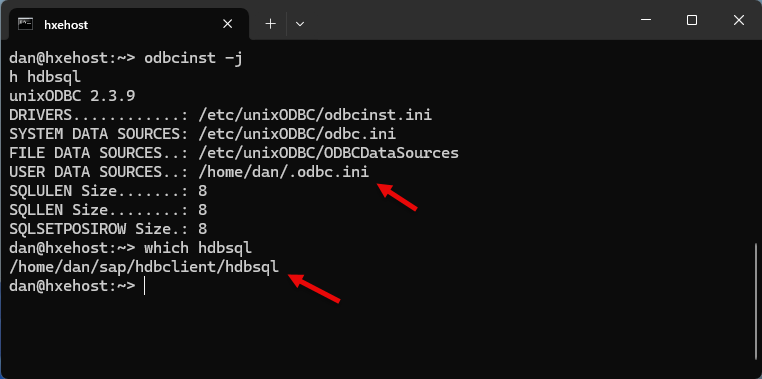 hxehost
dan@hxehost:~> odbcinst -j
h hdbsql
unixODBC 2.3.9
DRIVERS............: /etc/unixODBC/odbcinst.ini
SYSTEM DATA SOURCES: /etc/unixODBC/odbc.ini
FILE DATA SOURCES..: /etc/unixODBC/ODBCDataSources
USER DATA SOURCES..: /home/dan/.odbc.ini
SQLULEN Size.......: 8
SQLLEN Size........: 8
SQLSETPOSIROW Size.: 8
dan@hxehost:~> which hdbsql
/home/dan/sap/hdbclient/hdbsql
dan@hxehost:~>